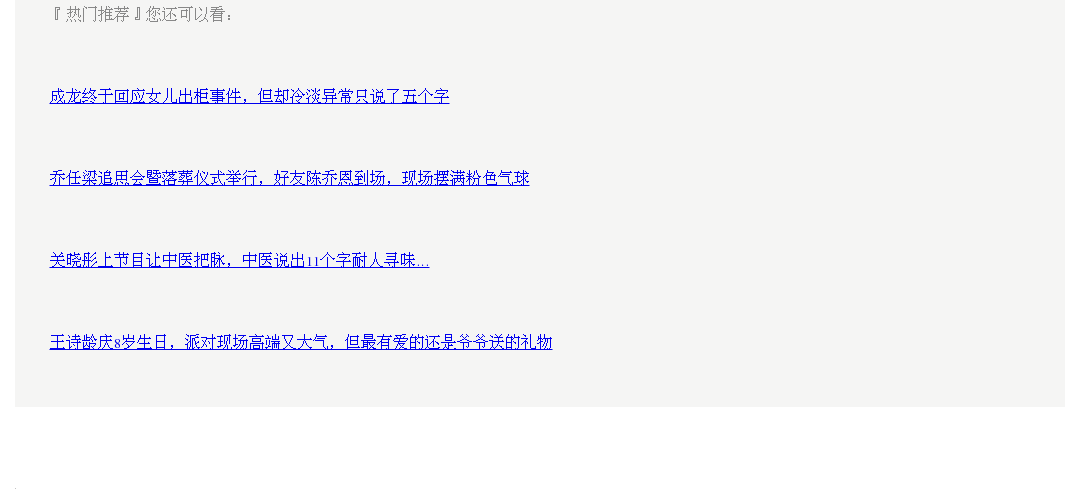 『 热门推荐 』您还可以看：
成龙终于回应女儿出柜事件，但却冷淡异常只说了五个字
乔任梁追思会暨落葬仪式举行，好友陈乔恩到场，现场摆满粉色气球
关晓彤上节目让中医把脉，中医说出11个字耐人寻味...
王诗龄庆8岁生日，派对现场高端又大气，但最有爱的还是爷爷送的礼物